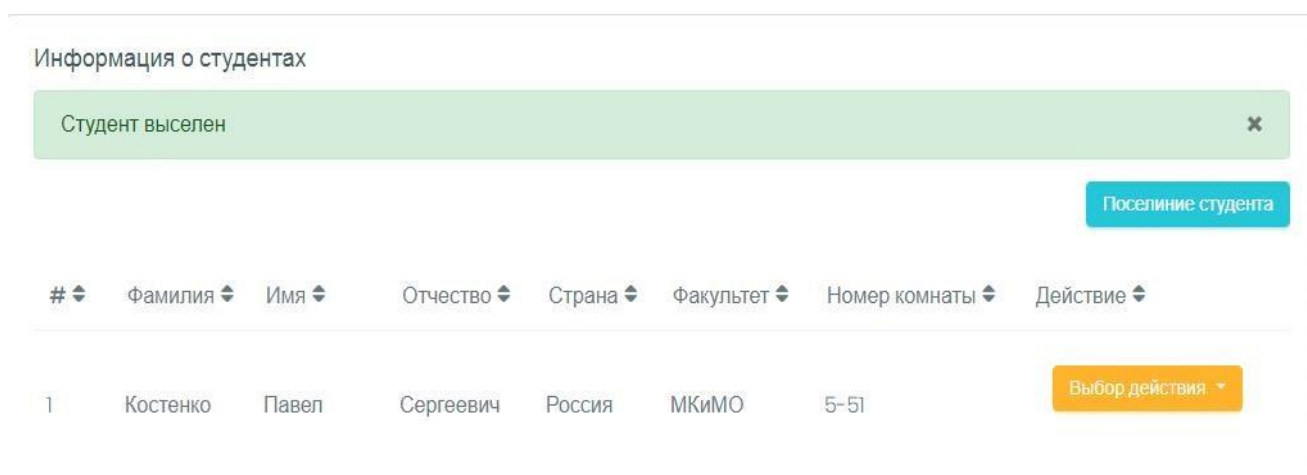 Информация о студентах
Студент выселен ✖
Поселиние студента
# Фамилия Имя Отчество Страна Факультет Номер комнаты Действие
1 Костенко Павел Сергеевич Россия МКиМО 5-51 Выбор действия